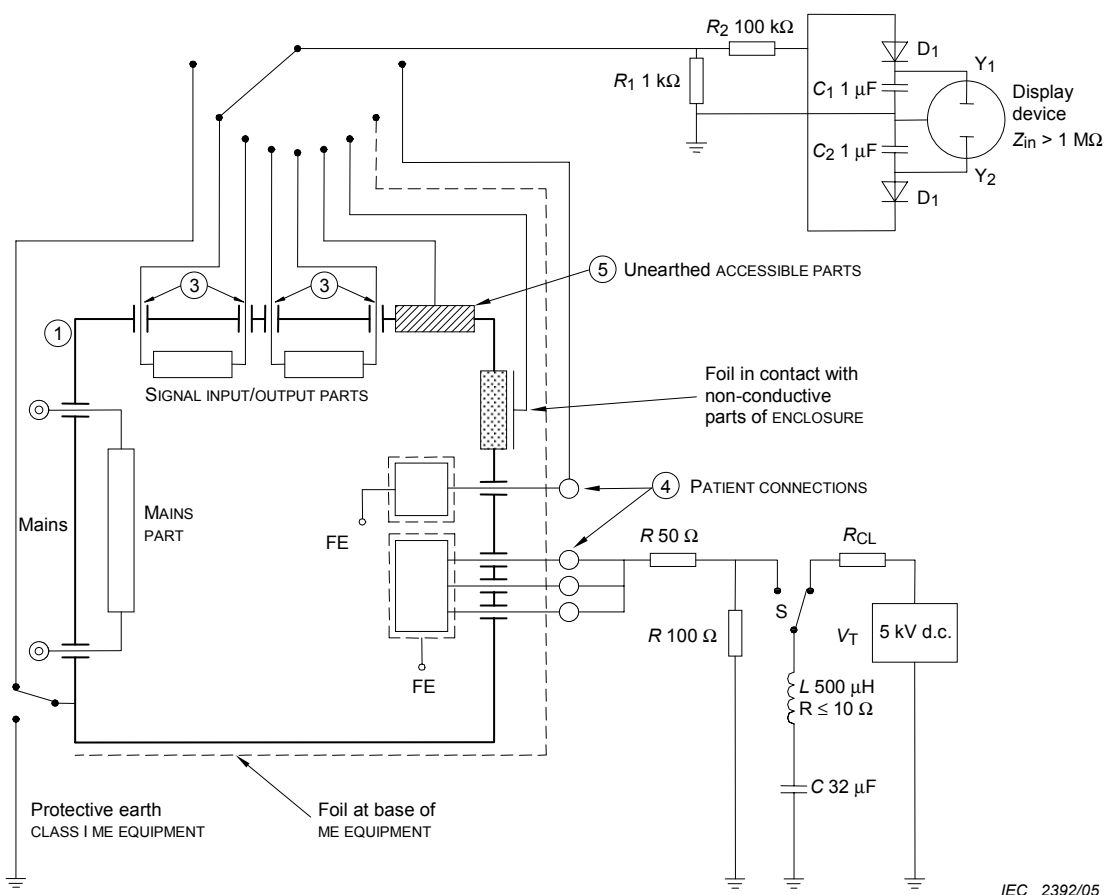 R2 100 kΩ
D1
Y1
R1 1 kΩ
C1 1 μF
Display
device
Zin > 1 MΩ
C2 1 μF
Y2
D1
3
3
5 Unearthed ACCESSIBLE PARTS
1
SIGNAL INPUT/OUTPUT PARTS
Foil in contact with
non-conductive
parts of ENCLOSURE
4 PATIENT CONNECTIONS
Mains
MAINS
PART
FE
R 50 Ω
RCL
S
R 100 Ω
VT
5 kV d.c.
FE
L 500 μH
R ≤ 10 Ω
C 32 μF
Protective earth
CLASS I ME EQUIPMENT
Foil at base of
ME EQUIPMENT
IEC 2392/05